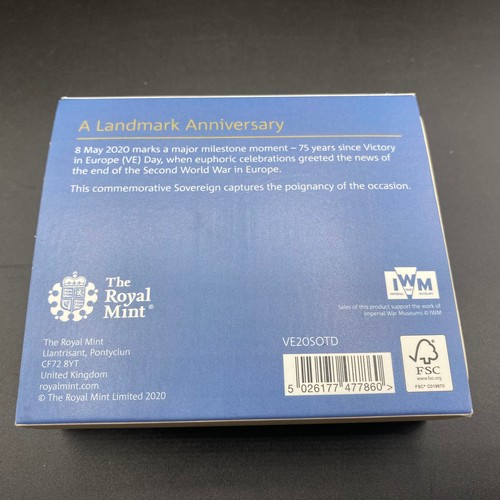 A Landmark Anniversary
8 May 2020 marks a major milestone moment – 75 years since Victory
in Europe (VE) Day, when euphoric celebrations greeted the news of
the end of the Second World War in Europe.
This commemorative Sovereign captures the poignancy of the occasion.
The
Royal
Mint®
IWM
IMPERIAL WAR MUSEUMS
Sales of this product support the work of
Imperial War Museums © IWM
The Royal Mint
Llantrisant, Pontyclun
CF72 8YT
United Kingdom
royalmint.com
© The Royal Mint Limited 2020
VE20SOTD
5 026177 477860 >
FSC
www.fsc.org